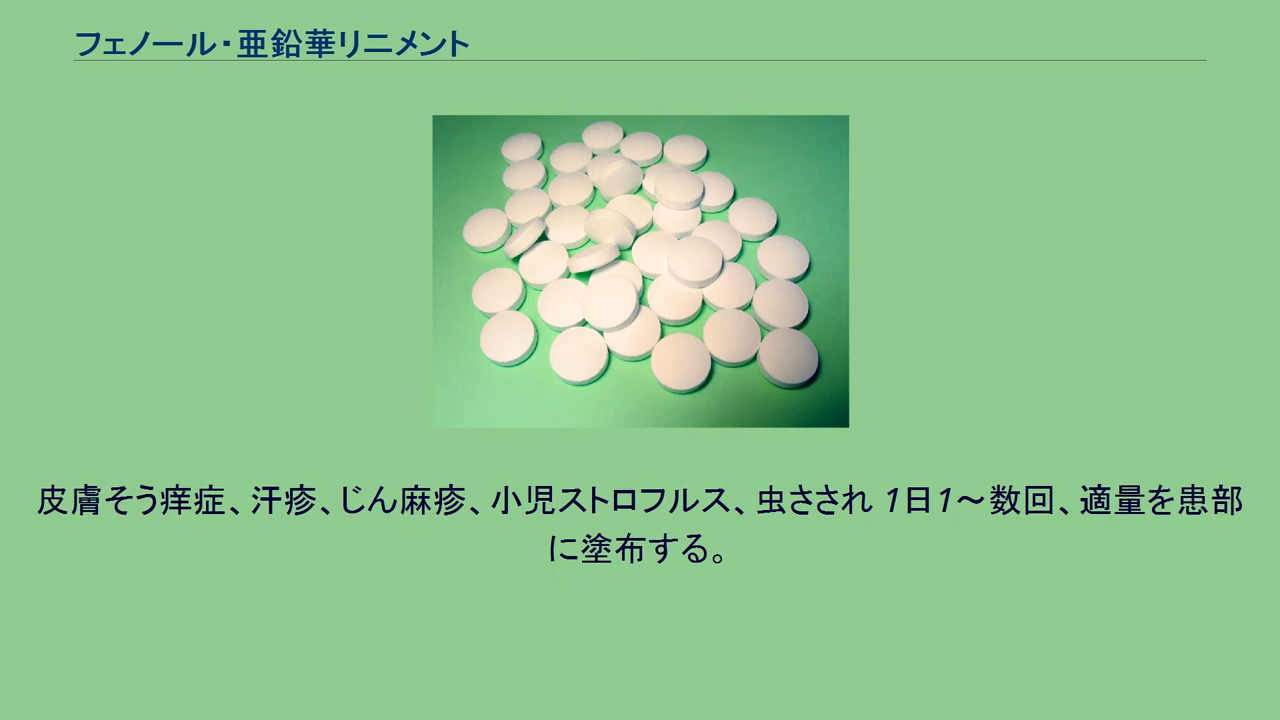 フェノール・亜鉛華リニメント
皮膚そう痒症、汗疹、じん麻疹、小児ストロフルス、虫さされ 1日1～数回、適量を患部
に塗布する。